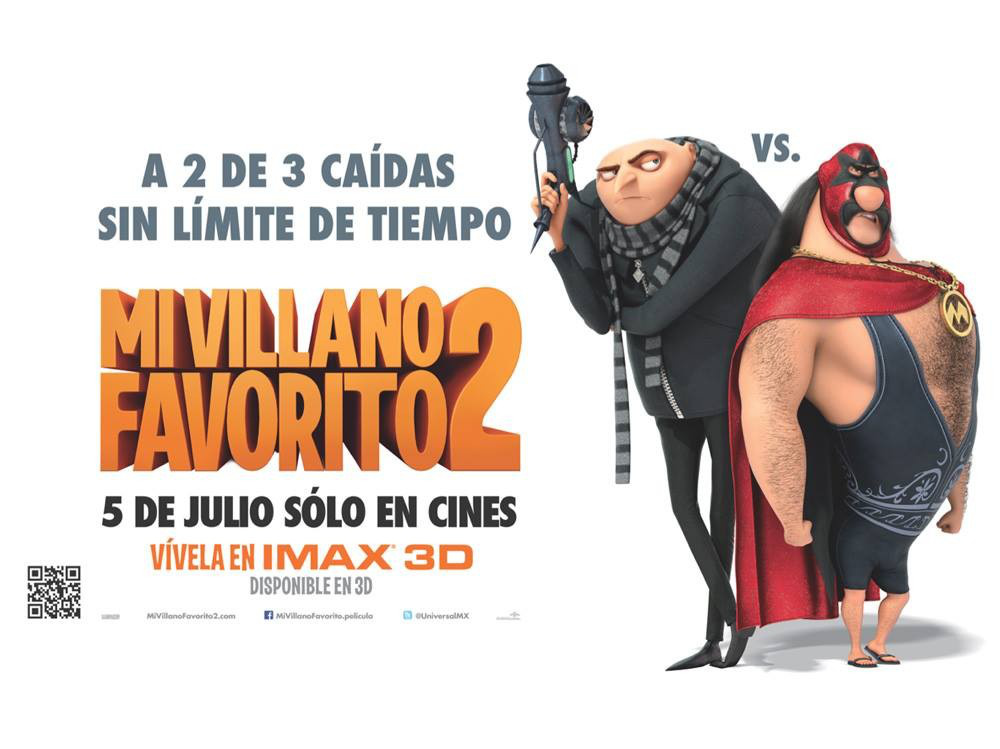 A 2 DE 3 CAÍDAS
SIN LÍMITE DE TIEMPO
VS.
MI VILLANO
FAVORITO 2
5 DE JULIO SÓLO EN CINES
VÍVELA EN IMAX® 3D
DISPONIBLE EN 3D
MiVillanoFavorito2.com MiVillanoFavorito.película @UniversalMX
M